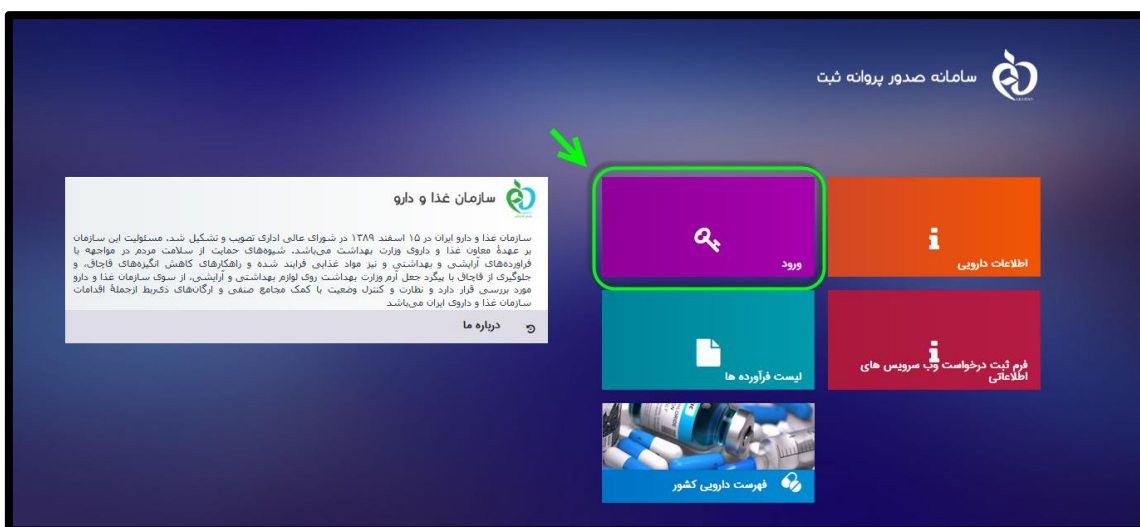 سامانه صدور پروانه ثبت
اطلاعات دارویی
ورود
فرم ثبت درخواست وب سرویس های
اطلاعاتی
لیست فرآورده ها
فهرست دارویی کشور
سازمان غذا و دارو
سازمان غذا و دارو ایران در ۱۵ اسفند ۱۳۸۹ در شورای عالی اداری تصویب و تشکیل شد. مسئولیت این سازمان
بر عهدهٔ معاون غذا و داروی وزارت بهداشت می‌باشد. شیوه‌های حمایت از سلامت مردم در مواجهه با
فراورده‌های آرایشی و بهداشتی و نیز مواد غذایی فرایند شده و راهکارهای کاهش انگیزه‌های قاچاق، و
جلوگیری از قاچاق با پیگرد جعل آرم وزارت بهداشت روی لوازم بهداشتی و آرایشی، از سوی سازمان غذا و دارو
مورد بررسی قرار دارد و نظارت و کنترل وضعیت با کمک مجامع صنفی و ارگان‌های ذی‌ربط ازجملهٔ اقدامات
سازمان غذا و داروی ایران می‌باشد
درباره ما